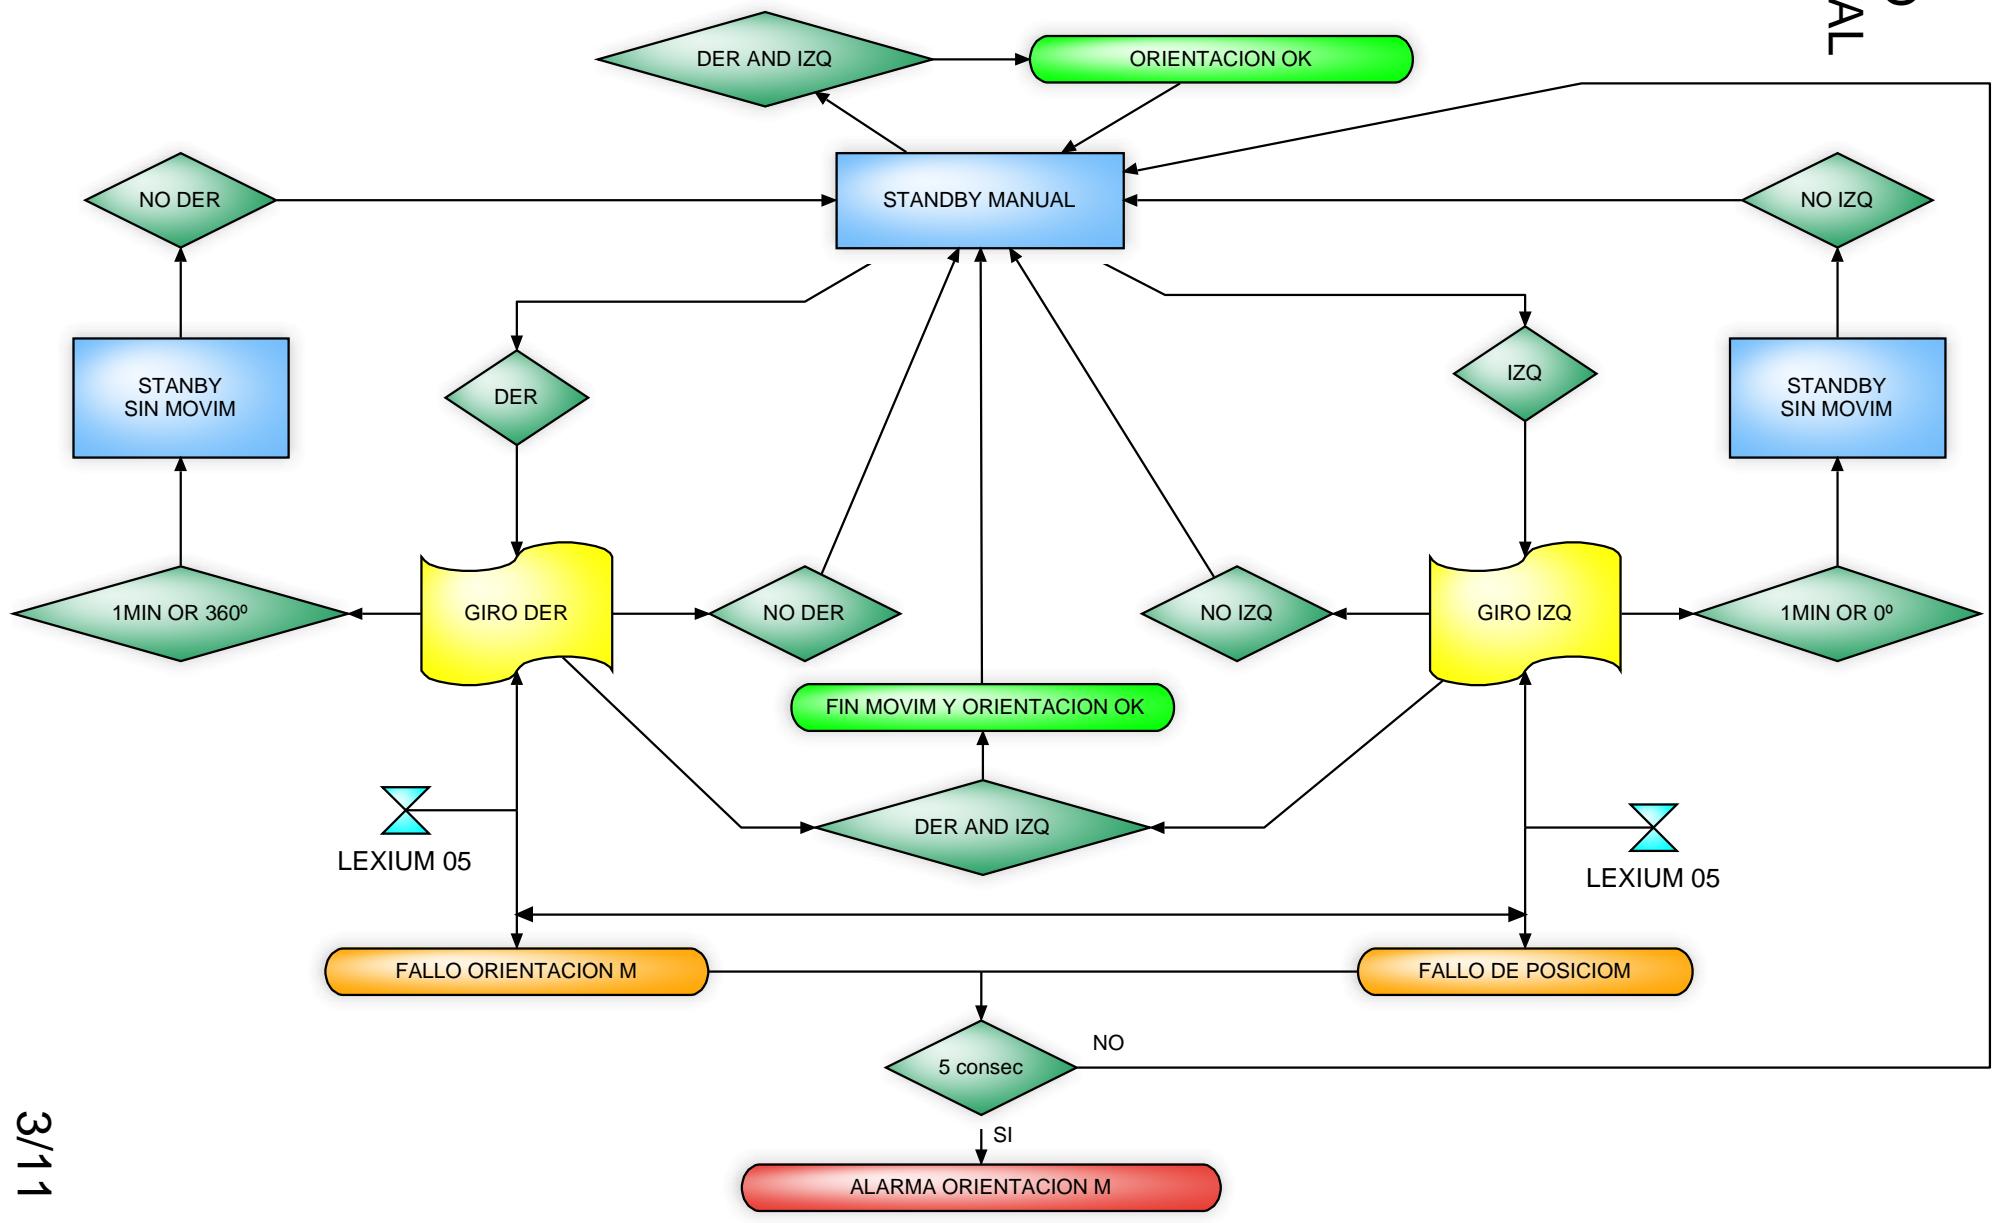 AL
DER AND IZQ
ORIENTACION OK
NO DER
STANDBY MANUAL
NO IZQ
STANBY
SIN MOVIM
DER
IZQ
STANDBY
SIN MOVIM
1MIN OR 360º
GIRO DER
NO DER
NO IZQ
GIRO IZQ
1MIN OR 0º
FIN MOVIM Y ORIENTACION OK
DER AND IZQ
LEXIUM 05
LEXIUM 05
FALLO ORIENTACION M
FALLO DE POSICIOM
5 consec
NO
SI
ALARMA ORIENTACION M
3/11